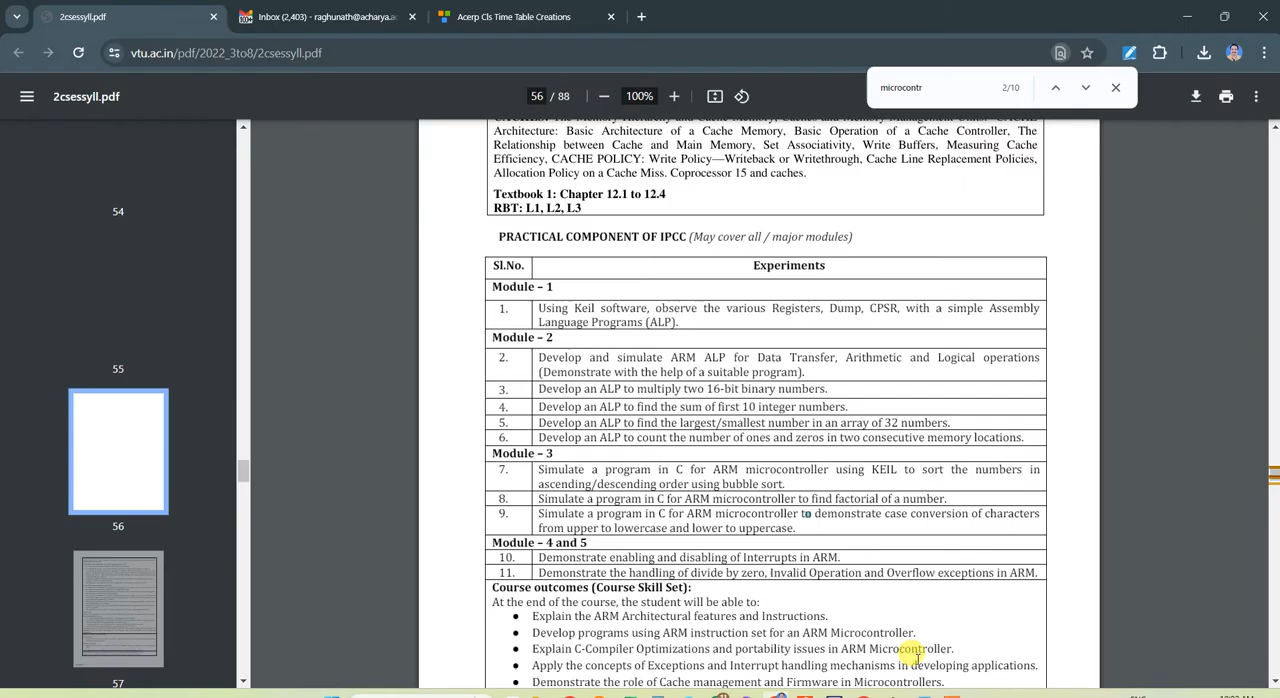 2csessyll.pdf
Inbox (2,403) - raghunath@acharya.ac
Acerp Cls Time Table Creations
vtu.ac.in/pdf/2022_3to8/2csessyll.pdf
microcontr 2/10
2csessyll.pdf
56 / 88
100%
54
55
56
57
Architecture: Basic Architecture of a Cache Memory, Basic Operation of a Cache Controller, The
Relationship between Cache and Main Memory, Set Associativity, Write Buffers, Measuring Cache
Efficiency, CACHE POLICY: Write Policy—Writeback or Writethrough, Cache Line Replacement Policies,
Allocation Policy on a Cache Miss. Coprocessor 15 and caches.
Textbook 1: Chapter 12.1 to 12.4
RBT: L1, L2, L3
PRACTICAL COMPONENT OF IPCC (May cover all / major modules)
Sl.No. Experiments
Module – 1
1. Using Keil software, observe the various Registers, Dump, CPSR, with a simple Assembly
Language Programs (ALP).
Module – 2
2. Develop and simulate ARM ALP for Data Transfer, Arithmetic and Logical operations
(Demonstrate with the help of a suitable program).
3. Develop an ALP to multiply two 16-bit binary numbers.
4. Develop an ALP to find the sum of first 10 integer numbers.
5. Develop an ALP to find the largest/smallest number in an array of 32 numbers.
6. Develop an ALP to count the number of ones and zeros in two consecutive memory locations.
Module – 3
7. Simulate a program in C for ARM microcontroller using KEIL to sort the numbers in
ascending/descending order using bubble sort.
8. Simulate a program in C for ARM microcontroller to find factorial of a number.
9. Simulate a program in C for ARM microcontroller to demonstrate case conversion of characters
from upper to lowercase and lower to uppercase.
Module – 4 and 5
10. Demonstrate enabling and disabling of Interrupts in ARM.
11. Demonstrate the handling of divide by zero, Invalid Operation and Overflow exceptions in ARM.
Course outcomes (Course Skill Set):
At the end of the course, the student will be able to:
● Explain the ARM Architectural features and Instructions.
● Develop programs using ARM instruction set for an ARM Microcontroller.
● Explain C-Compiler Optimizations and portability issues in ARM Microcontroller.
● Apply the concepts of Exceptions and Interrupt handling mechanisms in developing applications.
● Demonstrate the role of Cache management and Firmware in Microcontrollers.